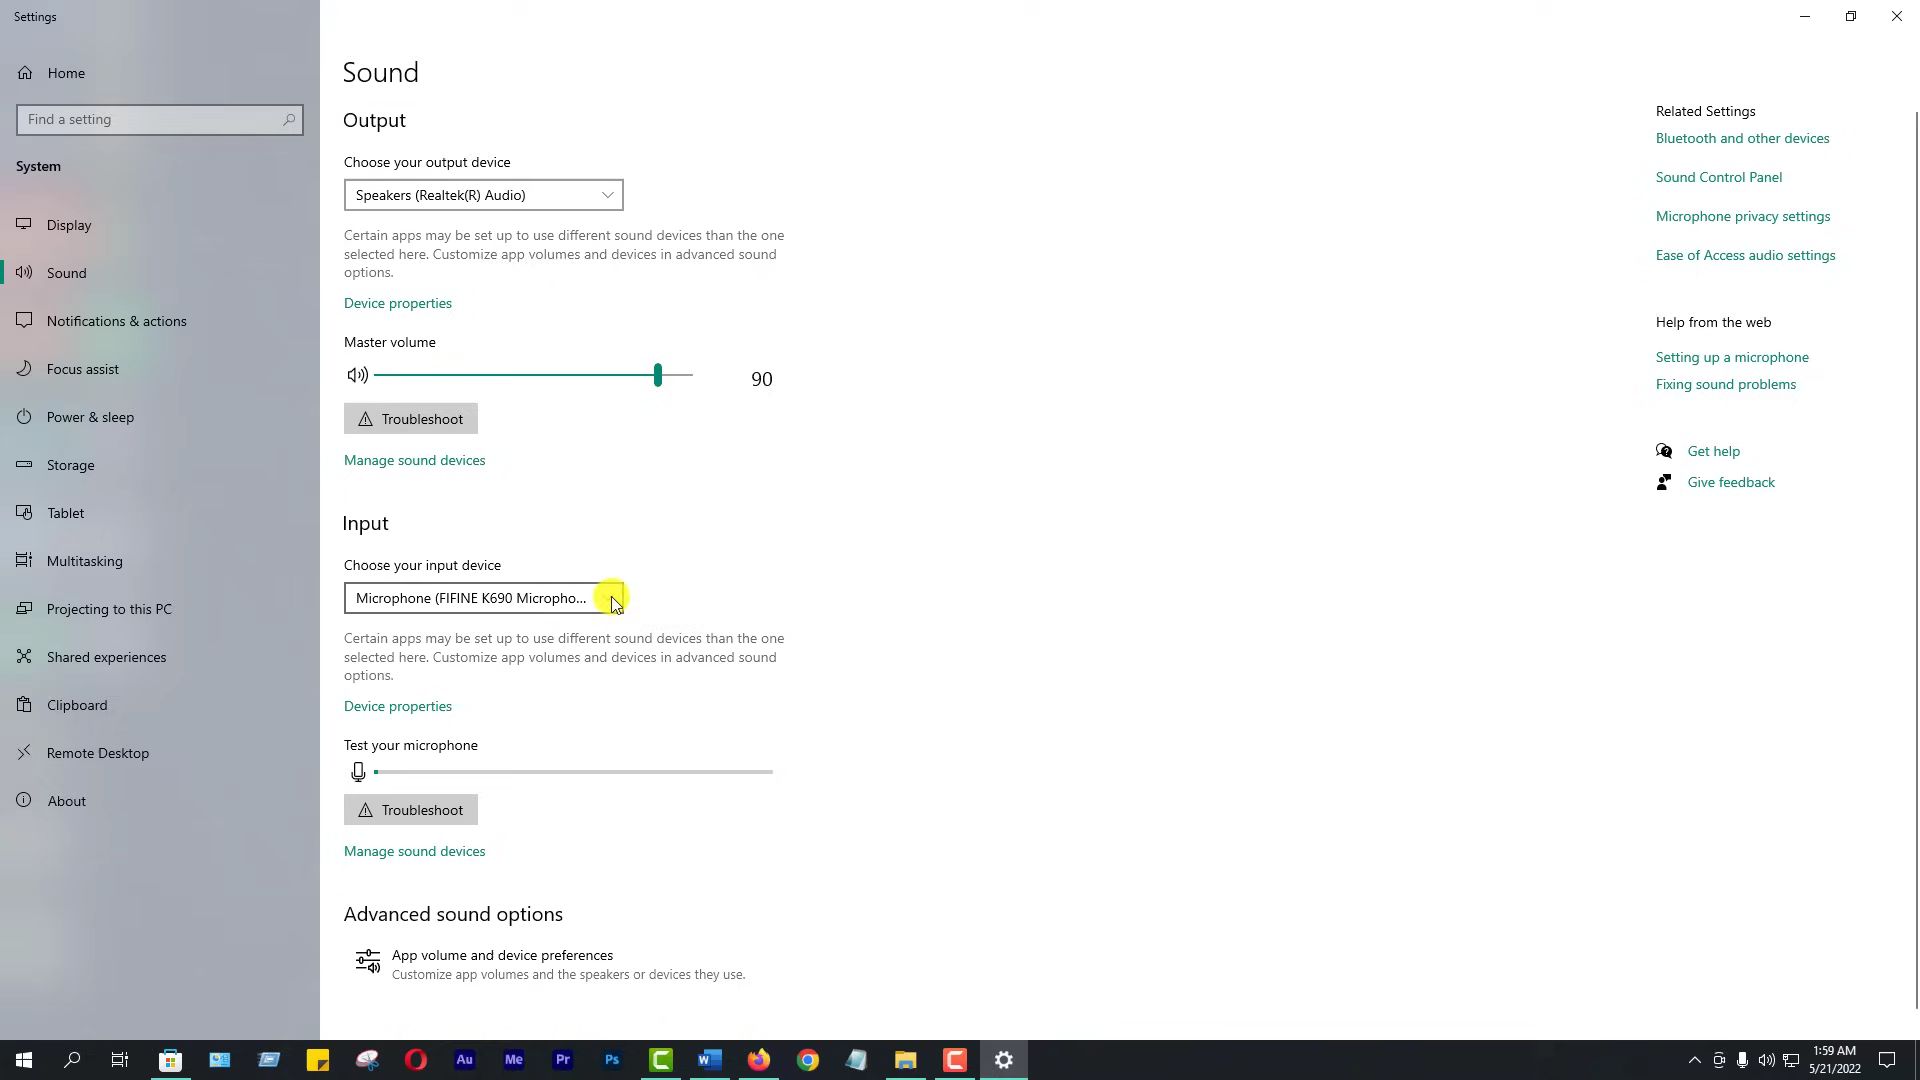 Settings
Home
Find a setting
System
Display
Sound
Notifications & actions
Focus assist
Power & sleep
Storage
Tablet
Multitasking
Projecting to this PC
Shared experiences
Clipboard
Remote Desktop
About
Sound
Output
Choose your output device
Speakers (Realtek(R) Audio)
Certain apps may be set up to use different sound devices than the one
selected here. Customize app volumes and devices in advanced sound
options.
Device properties
Master volume
90
Troubleshoot
Manage sound devices
Input
Choose your input device
Microphone (FIFINE K690 Micropho...
Certain apps may be set up to use different sound devices than the one
selected here. Customize app volumes and devices in advanced sound
options.
Device properties
Test your microphone
Troubleshoot
Manage sound devices
Advanced sound options
App volume and device preferences
Customize app volumes and the speakers or devices they use.
Related Settings
Bluetooth and other devices
Sound Control Panel
Microphone privacy settings
Ease of Access audio settings
Help from the web
Setting up a microphone
Fixing sound problems
Get help
Give feedback
Au
Me
Pr
Ps
1:59 AM
5/21/2022